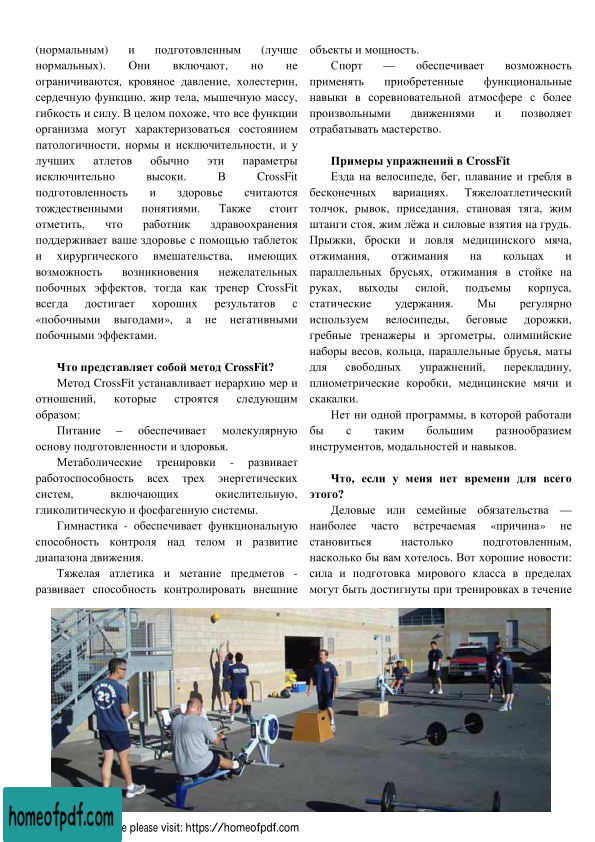 (нормальным) и подготовленным (лучше
нормальных). Они включают, но не
ограничиваются, кровяное давление, холестерин,
сердечную функцию, жир тела, мышечную массу,
гибкость и силу. В целом похоже, что все функции
организма могут характеризоваться состоянием
патологичности, нормы и исключительности, и у
лучших атлетов обычно эти параметры
исключительно высоки. В CrossFit
подготовленность и здоровье считаются
тождественными понятиями. Также стоит
отметить, что работник здравоохранения
поддерживает ваше здоровье с помощью таблеток
и хирургического вмешательства, имеющих
возможность возникновения нежелательных
побочных эффектов, тогда как тренер CrossFit
всегда достигает хороших результатов с
«побочными выгодами», а не негативными
побочными эффектами.
Что представляет собой метод CrossFit?
Метод CrossFit устанавливает иерархию мер и
отношений, которые строятся следующим
образом:
Питание – обеспечивает молекулярную
основу подготовленности и здоровья.
Метаболические тренировки - развивает
работоспособность всех трех энергетических
систем, включающих окислительную,
гликолитическую и фосфагенную системы.
Гимнастика - обеспечивает функциональную
способность контроля над телом и развитие
диапазона движения.
Тяжелая атлетика и метание предметов -
развивает способность контролировать внешние
объекты и мощность.
Спорт — обеспечивает возможность
применять приобретенные функциональные
навыки в соревновательной атмосфере с более
произвольными движениями и позволяет
отрабатывать мастерство.
Примеры упражнений в CrossFit
Езда на велосипеде, бег, плавание и гребля в
бесконечных вариациях. Тяжелоатлетический
толчок, рывок, приседания, становая тяга, жим
штанги стоя, жим лёжа и силовые взятия на грудь.
Прыжки, броски и ловля медицинского мяча,
отжимания, отжимания на кольцах и
параллельных брусьях, отжимания в стойке на
руках, выходы силой, подъемы корпуса,
статические удержания. Мы регулярно
используем велосипеды, беговые дорожки,
гребные тренажеры и эргометры, олимпийские
наборы весов, кольца, параллельные брусья, маты
для свободных упражнений, перекладину,
плиометрические коробки, медицинские мячи и
скакалки.
Нет ни одной программы, в которой работали
бы с таким большим разнообразием
инструментов, модальностей и навыков.
Что, если у меня нет времени для всего
этого?
Деловые или семейные обязательства —
наиболее часто встречаемая «причина» не
становиться настолько подготовленным,
насколько бы вам хотелось. Вот хорошие новости:
сила и подготовка мирового класса в пределах
могут быть достигнуты при тренировках в течение
homeofpdf.com
e please visit: https://homeofpdf.com